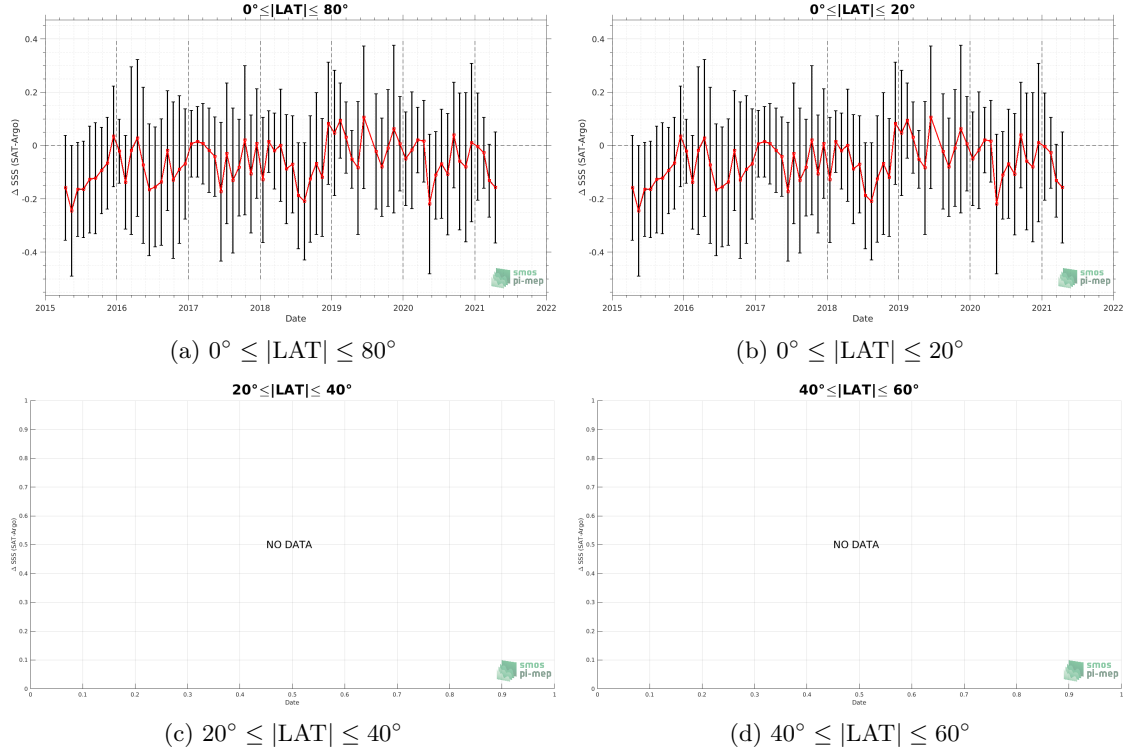 0°≤|LAT|≤ 80°
0.4
0.2
0
-0.2
-0.4
Δ SSS (SAT-Argo)
2015 2016 2017 2018 2019 2020 2021 2022
Date
smos
pi-mep
(a) 0° ≤ |LAT| ≤ 80°
0°≤|LAT|≤ 20°
0.4
0.2
0
-0.2
-0.4
Δ SSS (SAT-Argo)
2015 2016 2017 2018 2019 2020 2021 2022
Date
smos
pi-mep
(b) 0° ≤ |LAT| ≤ 20°
20°≤|LAT|≤ 40°
1
0.9
0.8
0.7
0.6
0.5
0.4
0.3
0.2
0.1
0
Δ SSS (SAT-Argo)
NO DATA
0 0.1 0.2 0.3 0.4 0.5 0.6 0.7 0.8 0.9 1
Date
smos
pi-mep
(c) 20° ≤ |LAT| ≤ 40°
40°≤|LAT|≤ 60°
1
0.9
0.8
0.7
0.6
0.5
0.4
0.3
0.2
0.1
0
Δ SSS (SAT-Argo)
NO DATA
0 0.1 0.2 0.3 0.4 0.5 0.6 0.7 0.8 0.9 1
Date
smos
pi-mep
(d) 40° ≤ |LAT| ≤ 60°